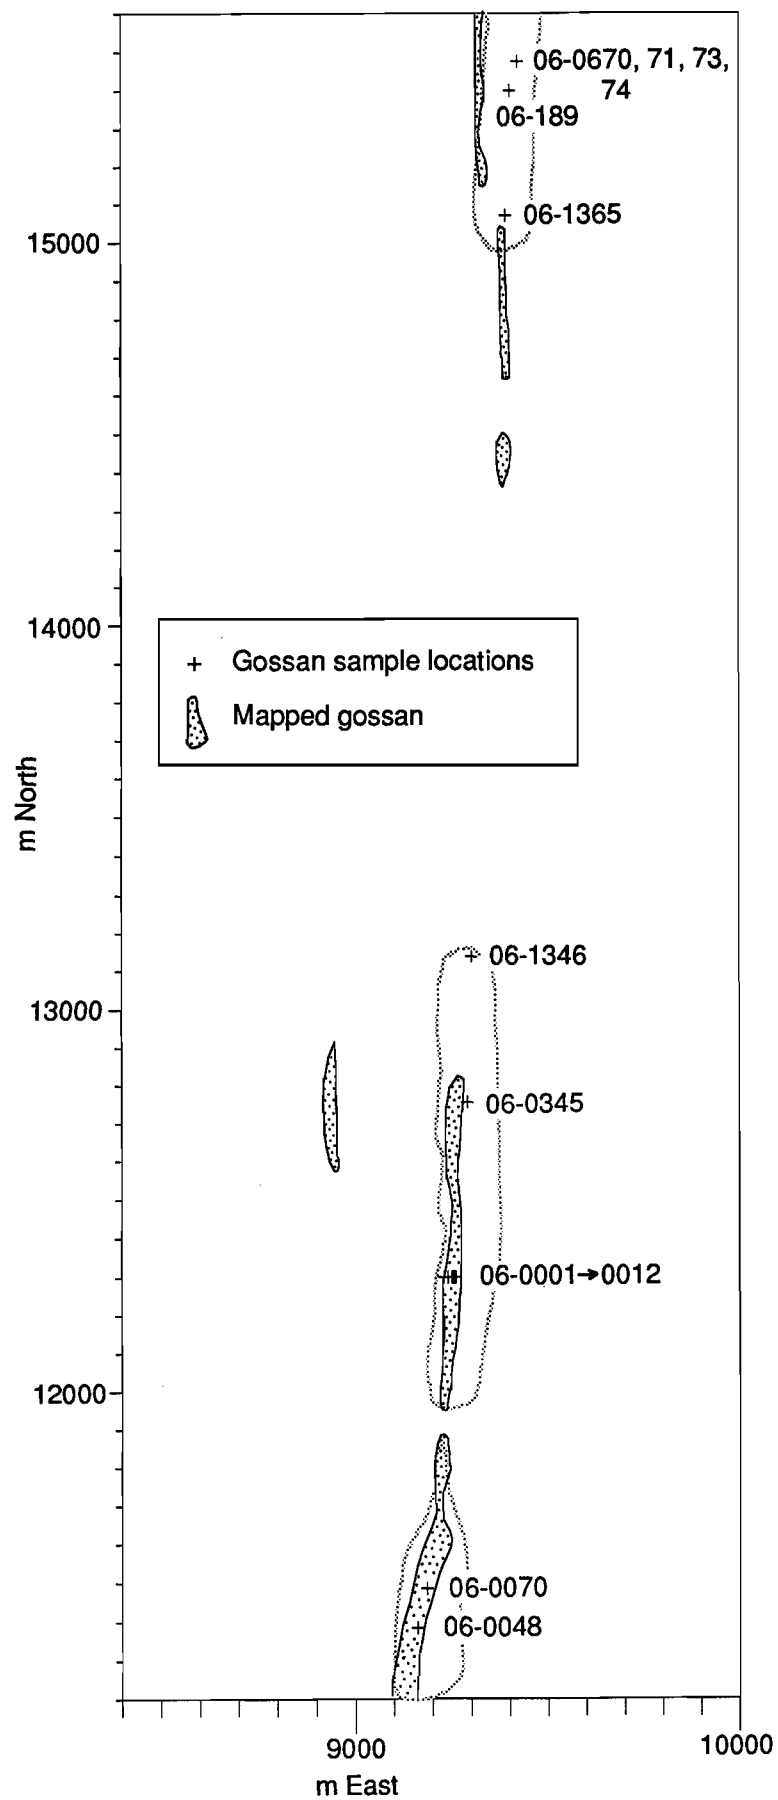 06-0670, 71, 73,
74
06-189
06-1365
15000
14000
+ Gossan sample locations
Mapped gossan
m North
06-1346
13000
06-0345
06-0001→0012
12000
06-0070
06-0048
9000
10000
m East